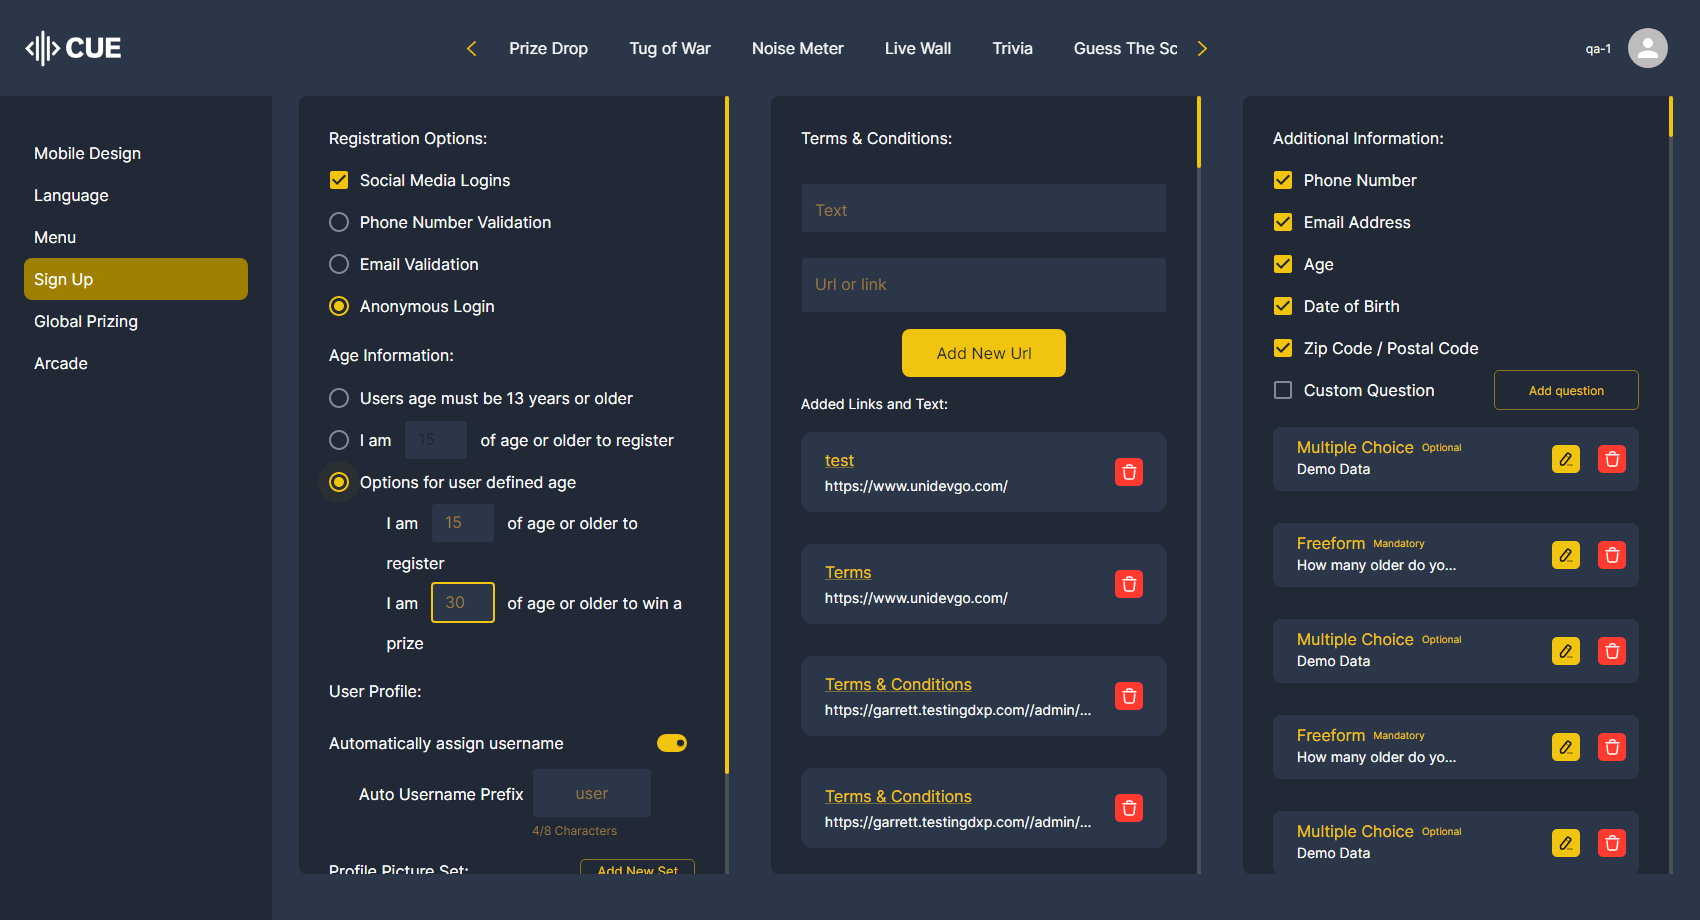 CUE
Prize Drop
Tug of War
Noise Meter
Live Wall
Trivia
Guess The Sc
qa-1
Mobile Design
Language
Menu
Sign Up
Global Prizing
Arcade
Registration Options:
Social Media Logins
Phone Number Validation
Email Validation
Anonymous Login
Age Information:
Users age must be 13 years or older
I am 15 of age or older to register
Options for user defined age
I am 15 of age or older to
register
I am 30 of age or older to win a
prize
User Profile:
Automatically assign username
Auto Username Prefix user
4/8 Characters
Profile Picture Set: Add New Set
Terms & Conditions:
Text
Url or link
Add New Url
Added Links and Text:
test
https://www.unidevgo.com/
Terms
https://www.unidevgo.com/
Terms & Conditions
https://garrett.testingdxp.com//admin/...
Terms & Conditions
https://garrett.testingdxp.com//admin/...
Additional Information:
Phone Number
Email Address
Age
Date of Birth
Zip Code / Postal Code
Custom Question Add question
Multiple Choice Optional
Demo Data
Freeform Mandatory
How many older do yo...
Multiple Choice Optional
Demo Data
Freeform Mandatory
How many older do yo...
Multiple Choice Optional
Demo Data